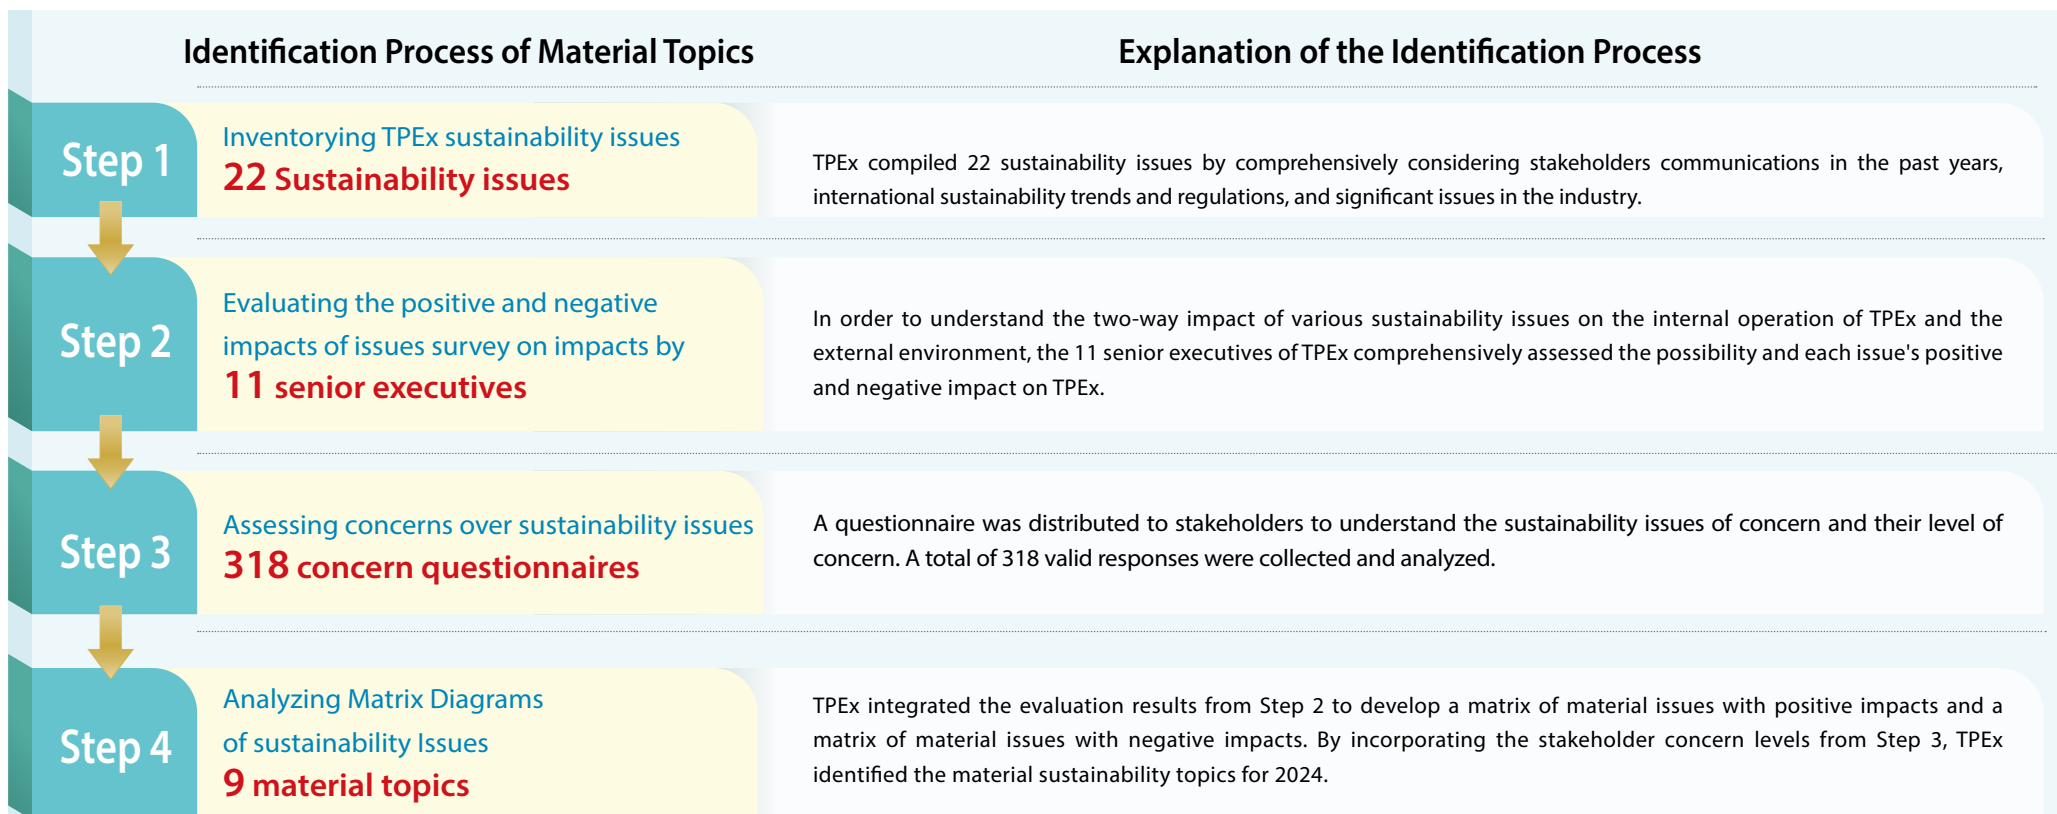 Identification Process of Material Topics
Explanation of the Identification Process
Step 1
Inventorying TPEx sustainability issues
22 Sustainability issues
TPEx compiled 22 sustainability issues by comprehensively considering stakeholders communications in the past years,
international sustainability trends and regulations, and significant issues in the industry.
Step 2
Evaluating the positive and negative
impacts of issues survey on impacts by
11 senior executives
In order to understand the two-way impact of various sustainability issues on the internal operation of TPEx and the
external environment, the 11 senior executives of TPEx comprehensively assessed the possibility and each issue's positive
and negative impact on TPEx.
Step 3
Assessing concerns over sustainability issues
318 concern questionnaires
A questionnaire was distributed to stakeholders to understand the sustainability issues of concern and their level of
concern. A total of 318 valid responses were collected and analyzed.
Step 4
Analyzing Matrix Diagrams
of sustainability Issues
9 material topics
TPEx integrated the evaluation results from Step 2 to develop a matrix of material issues with positive impacts and a
matrix of material issues with negative impacts. By incorporating the stakeholder concern levels from Step 3, TPEx
identified the material sustainability topics for 2024.